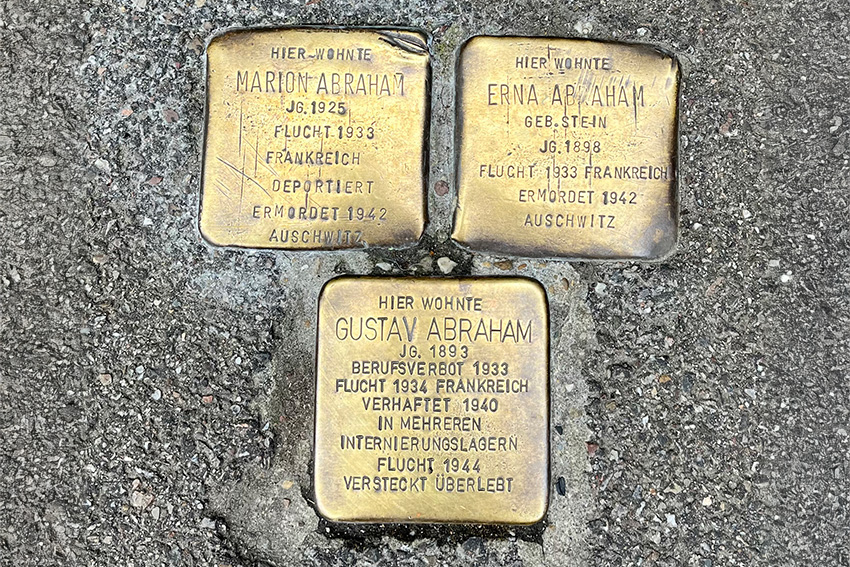 HIER WOHNTE
MARION ABRAHAM
JG. 1925
FLUCHT 1933
FRANKREICH
DEPORTIERT
ERMORDET 1942
AUSCHWITZ
HIER WOHNTE
ERNA ABRAHAM
GEB. STEIN
JG. 1898
FLUCHT 1933 FRANKREICH
ERMORDET 1942
AUSCHWITZ
HIER WOHNTE
GUSTAV ABRAHAM
JG. 1893
BERUFSVERBOT 1933
FLUCHT 1934 FRANKREICH
VERHAFTET 1940
IN MEHREREN
INTERNIERUNGSLAGERN
FLUCHT 1944
VERSTECKT ÜBERLEBT